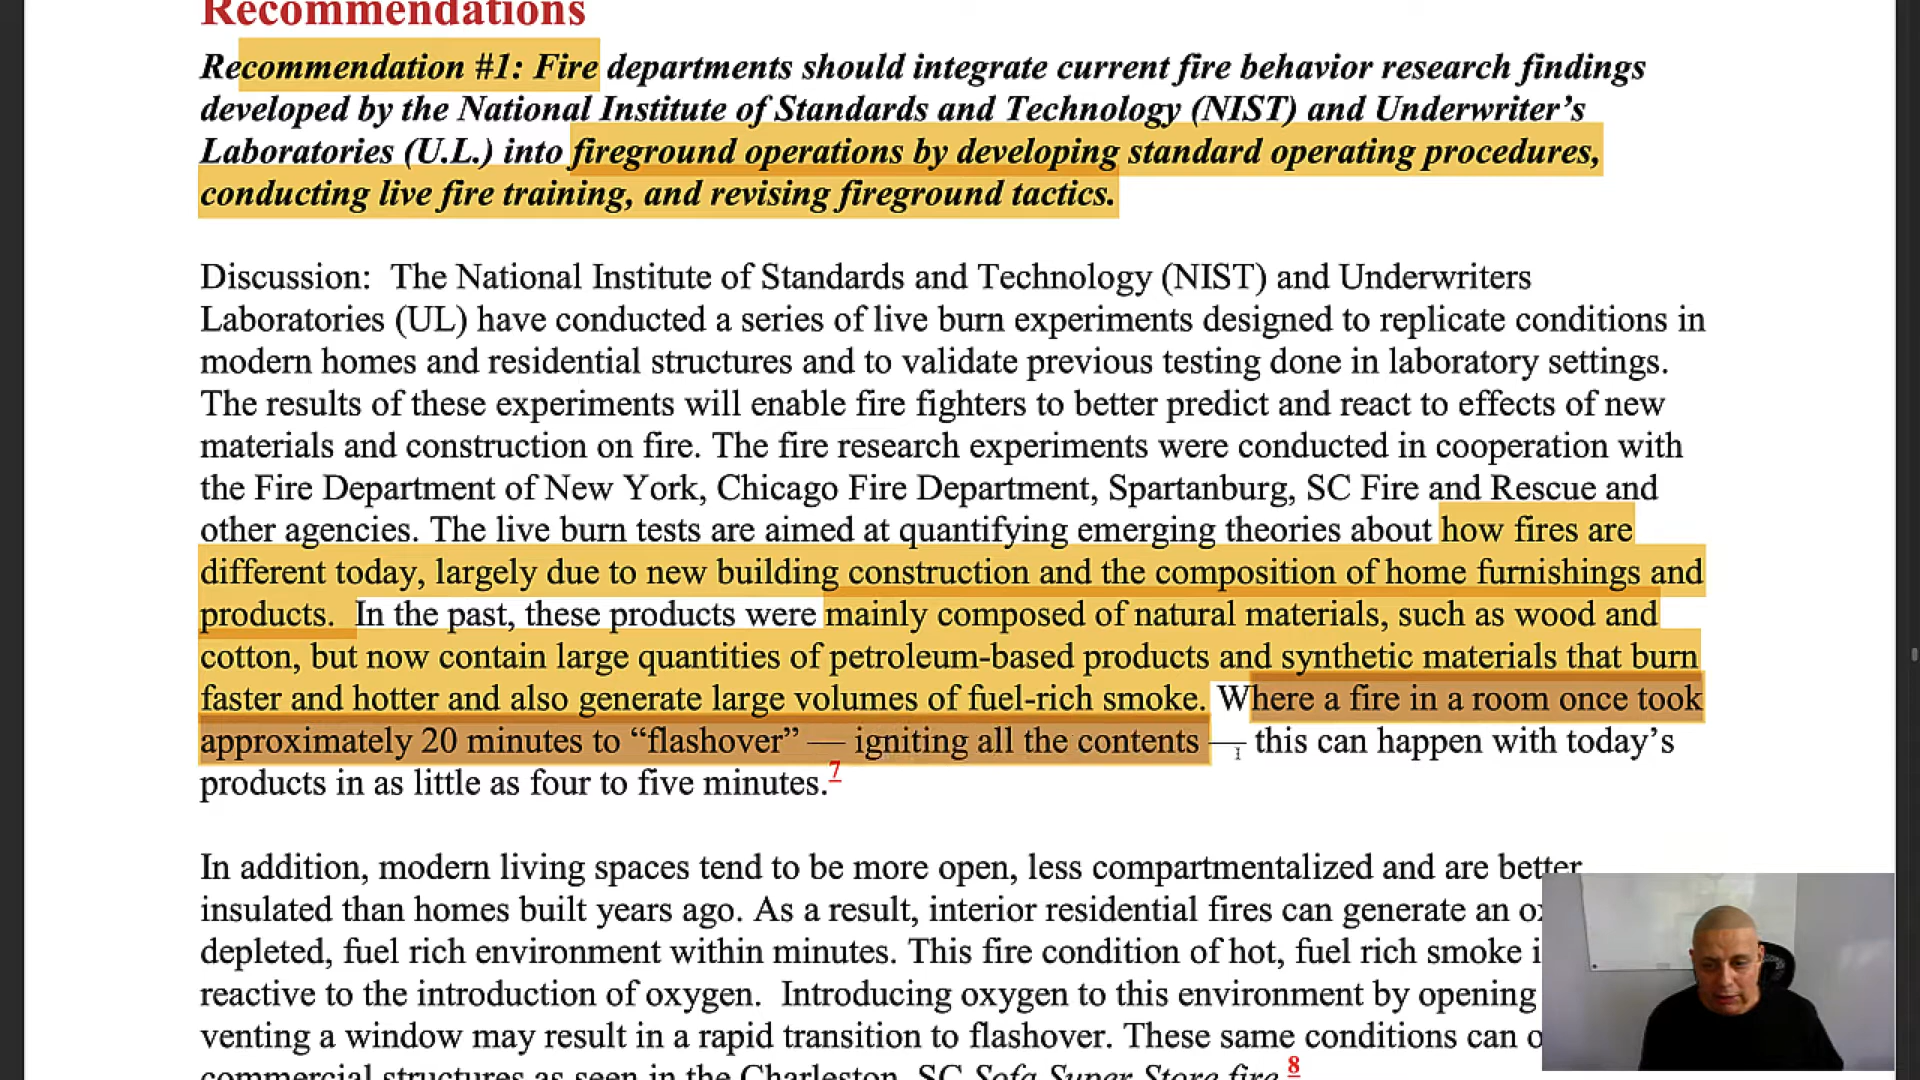 Recommendations
Recommendation #1: Fire departments should integrate current fire behavior research findings
developed by the National Institute of Standards and Technology (NIST) and Underwriter’s
Laboratories (U.L.) into fireground operations by developing standard operating procedures,
conducting live fire training, and revising fireground tactics.
Discussion:  The National Institute of Standards and Technology (NIST) and Underwriters
Laboratories (UL) have conducted a series of live burn experiments designed to replicate conditions in
modern homes and residential structures and to validate previous testing done in laboratory settings.
The results of these experiments will enable fire fighters to better predict and react to effects of new
materials and construction on fire. The fire research experiments were conducted in cooperation with
the Fire Department of New York, Chicago Fire Department, Spartanburg, SC Fire and Rescue and
other agencies. The live burn tests are aimed at quantifying emerging theories about how fires are
different today, largely due to new building construction and the composition of home furnishings and
products.  In the past, these products were mainly composed of natural materials, such as wood and
cotton, but now contain large quantities of petroleum-based products and synthetic materials that burn
faster and hotter and also generate large volumes of fuel-rich smoke. Where a fire in a room once took
approximately 20 minutes to “flashover” — igniting all the contents — this can happen with today’s
products in as little as four to five minutes.7
In addition, modern living spaces tend to be more open, less compartmentalized and are better
insulated than homes built years ago. As a result, interior residential fires can generate an
depleted, fuel rich environment within minutes. This fire condition of hot, fuel rich smoke
reactive to the introduction of oxygen.  Introducing oxygen to this environment by opening
venting a window may result in a rapid transition to flashover. These same conditions can
commercial structures as seen in the Charleston, SC Sofa Super Store fire.8